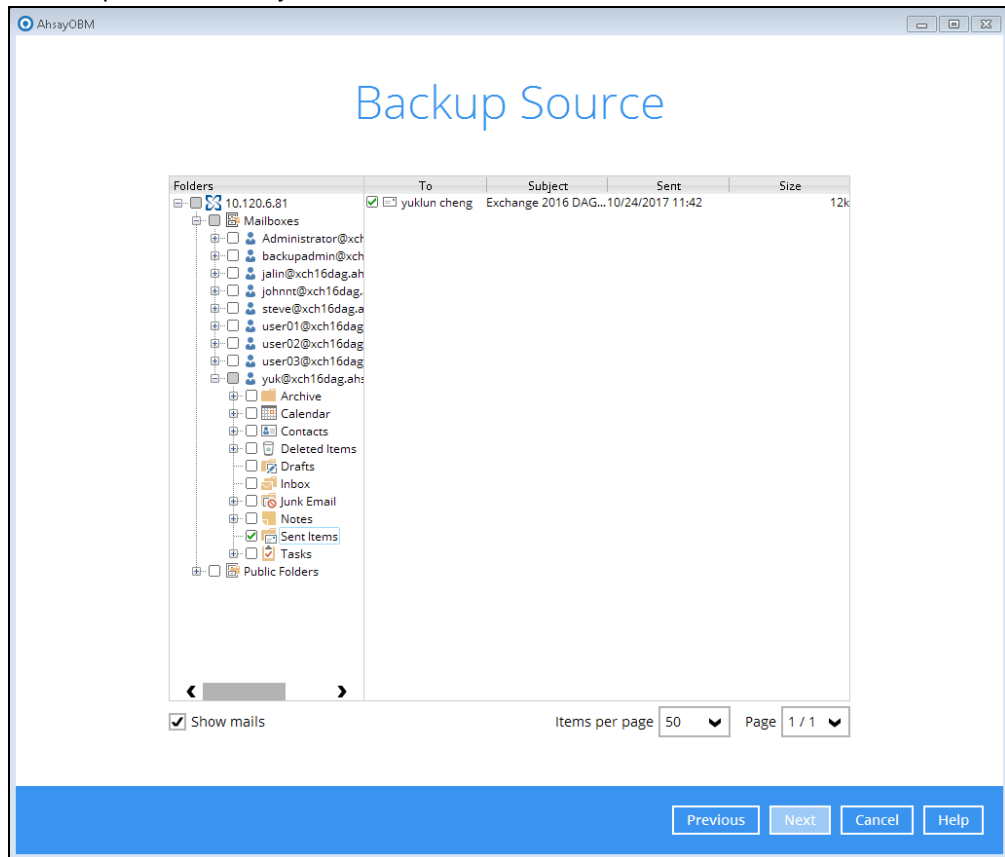 AhsayOBM
Backup Source
Folders To Subject Sent Size
10.120.6.81 yuklun cheng Exchange 2016 DAG... 10/24/2017 11:42 12k
Mailboxes
Administrator@xch
backupadmin@xch
jalin@xch16dag.ah
johnnt@xch16dag.
steve@xch16dag.a
user01@xch16dag
user02@xch16dag
user03@xch16dag
yuk@xch16dag.ahs
Archive
Calendar
Contacts
Deleted Items
Drafts
Inbox
Junk Email
Notes
Sent Items
Tasks
Public Folders
Show mails Items per page 50 Page 1 / 1
Previous Next Cancel Help